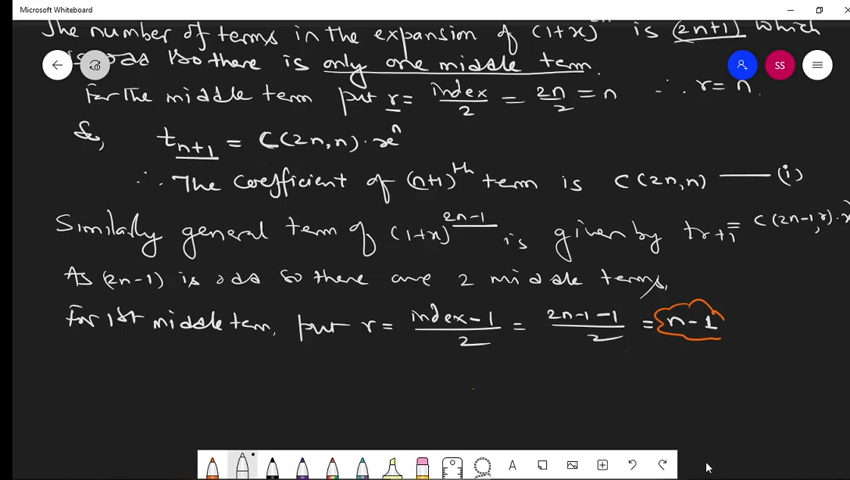 Microsoft Whiteboard
The number of terms in the expansion of (1+x)^2n is (2n+1) which
is odd so there is only one middle term.
For the middle term put r = index/2 = 2n/2 = n ∴ r = n.
So, t_{n+1} = C(2n,n)·x^n
∴ The coefficient of (n+1)^th term is C(2n,n) — (i)
Similarly general term of (1+x)^{2n-1} is given by t_{r+1} = C(2n-1,r)·x
As (2n-1) is odd so there are 2 middle terms,
For 1st middle term, put r = index-1/2 = 2n-1-1/2 = n-1
SS
A